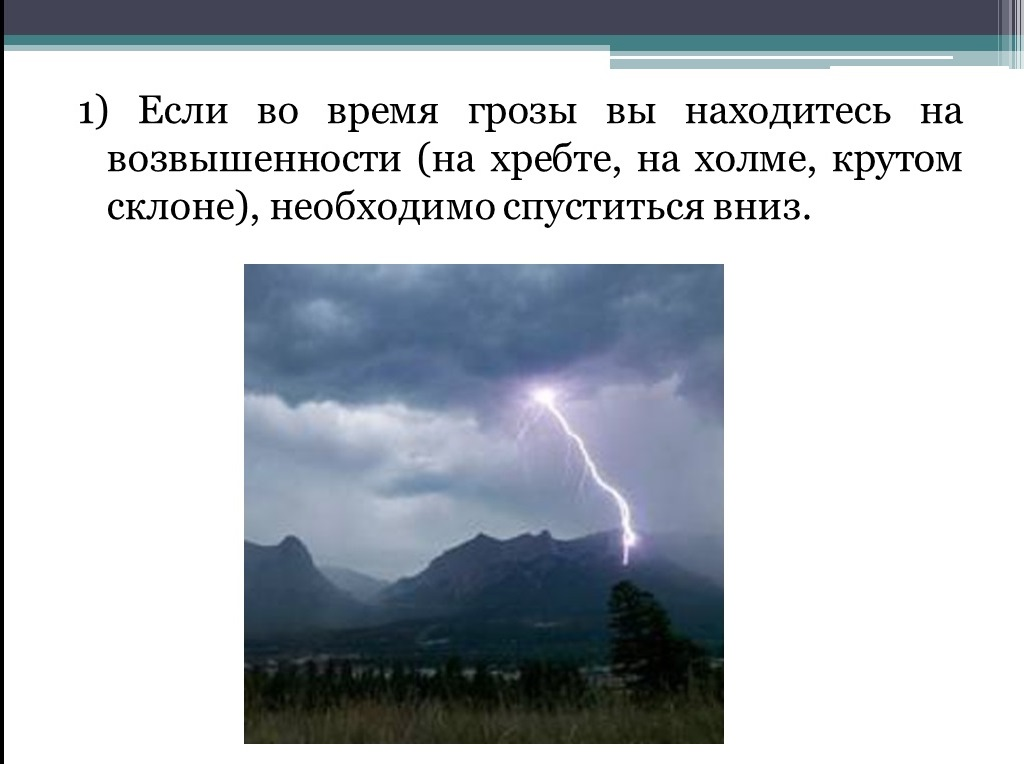 1) Если во время грозы вы находитесь на
возвышенности (на хребте, на холме, крутом
склоне), необходимо спуститься вниз.